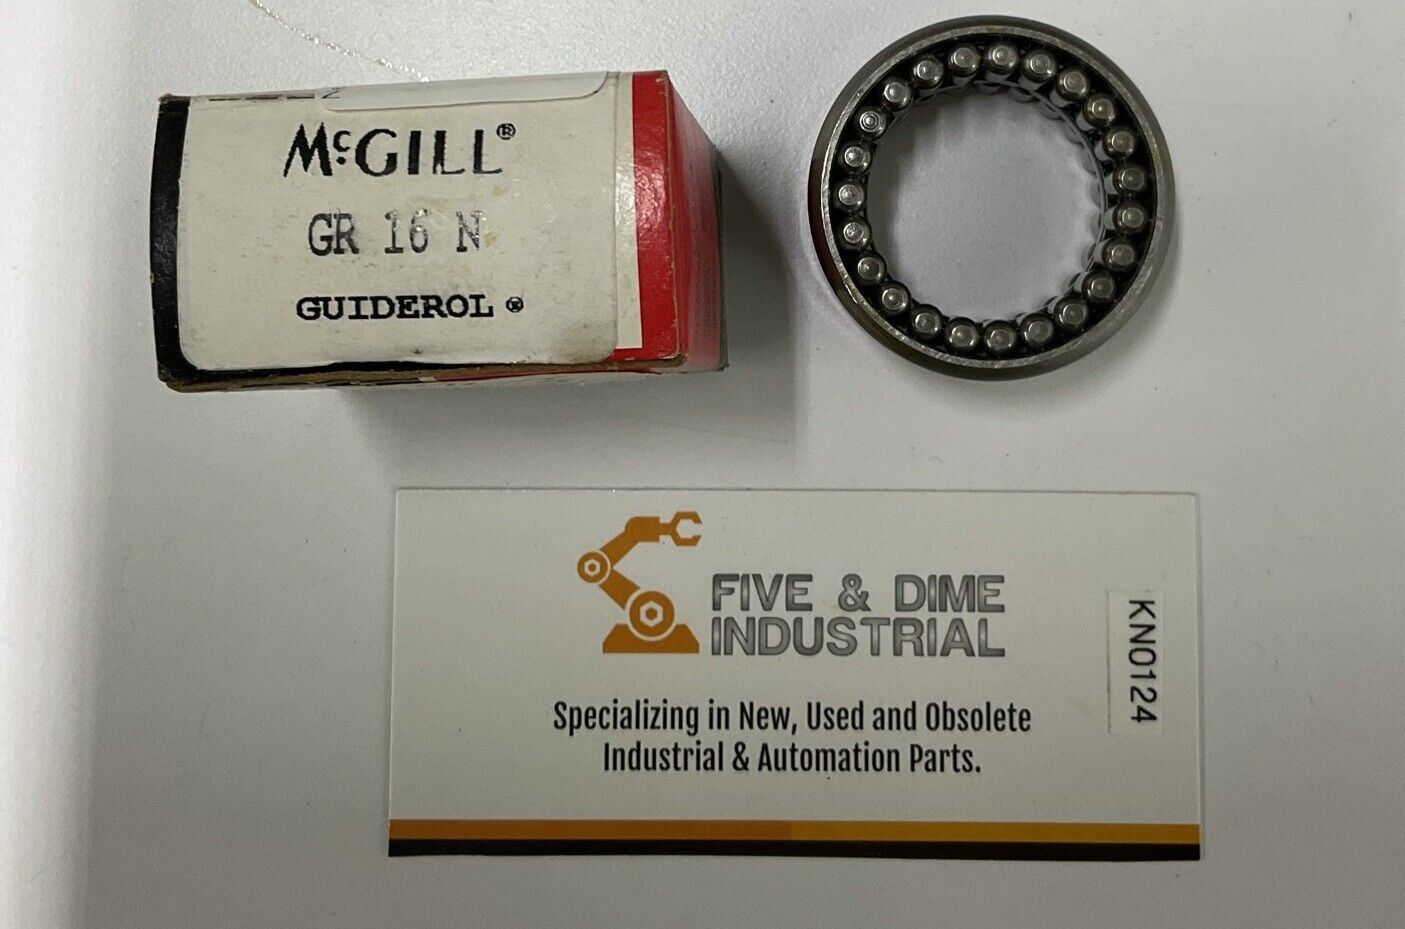 McGILL®
GR 16 N
GUIDEROL®
FIVE & DIME
INDUSTRIAL
Specializing in New, Used and Obsolete
Industrial & Automation Parts.
KN0124